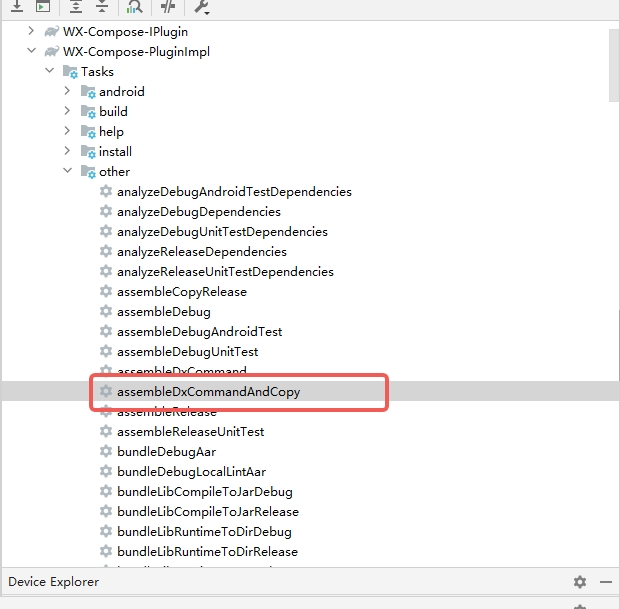 WX-Compose-IPlugin
WX-Compose-PluginImpl
Tasks
android
build
help
install
other
analyzeDebugAndroidTestDependencies
analyzeDebugDependencies
analyzeDebugUnitTestDependencies
analyzeReleaseDependencies
analyzeReleaseUnitTestDependencies
assembleCopyRelease
assembleDebug
assembleDebugAndroidTest
assembleDebugUnitTest
assembleDxCommand
assembleDxCommandAndCopy
assembleRelease
assembleReleaseUnitTest
bundleDebugAar
bundleDebugLocalLintAar
bundleLibCompileToJarDebug
bundleLibCompileToJarRelease
bundleLibRuntimeToDirDebug
bundleLibRuntimeToDirRelease
Device Explorer